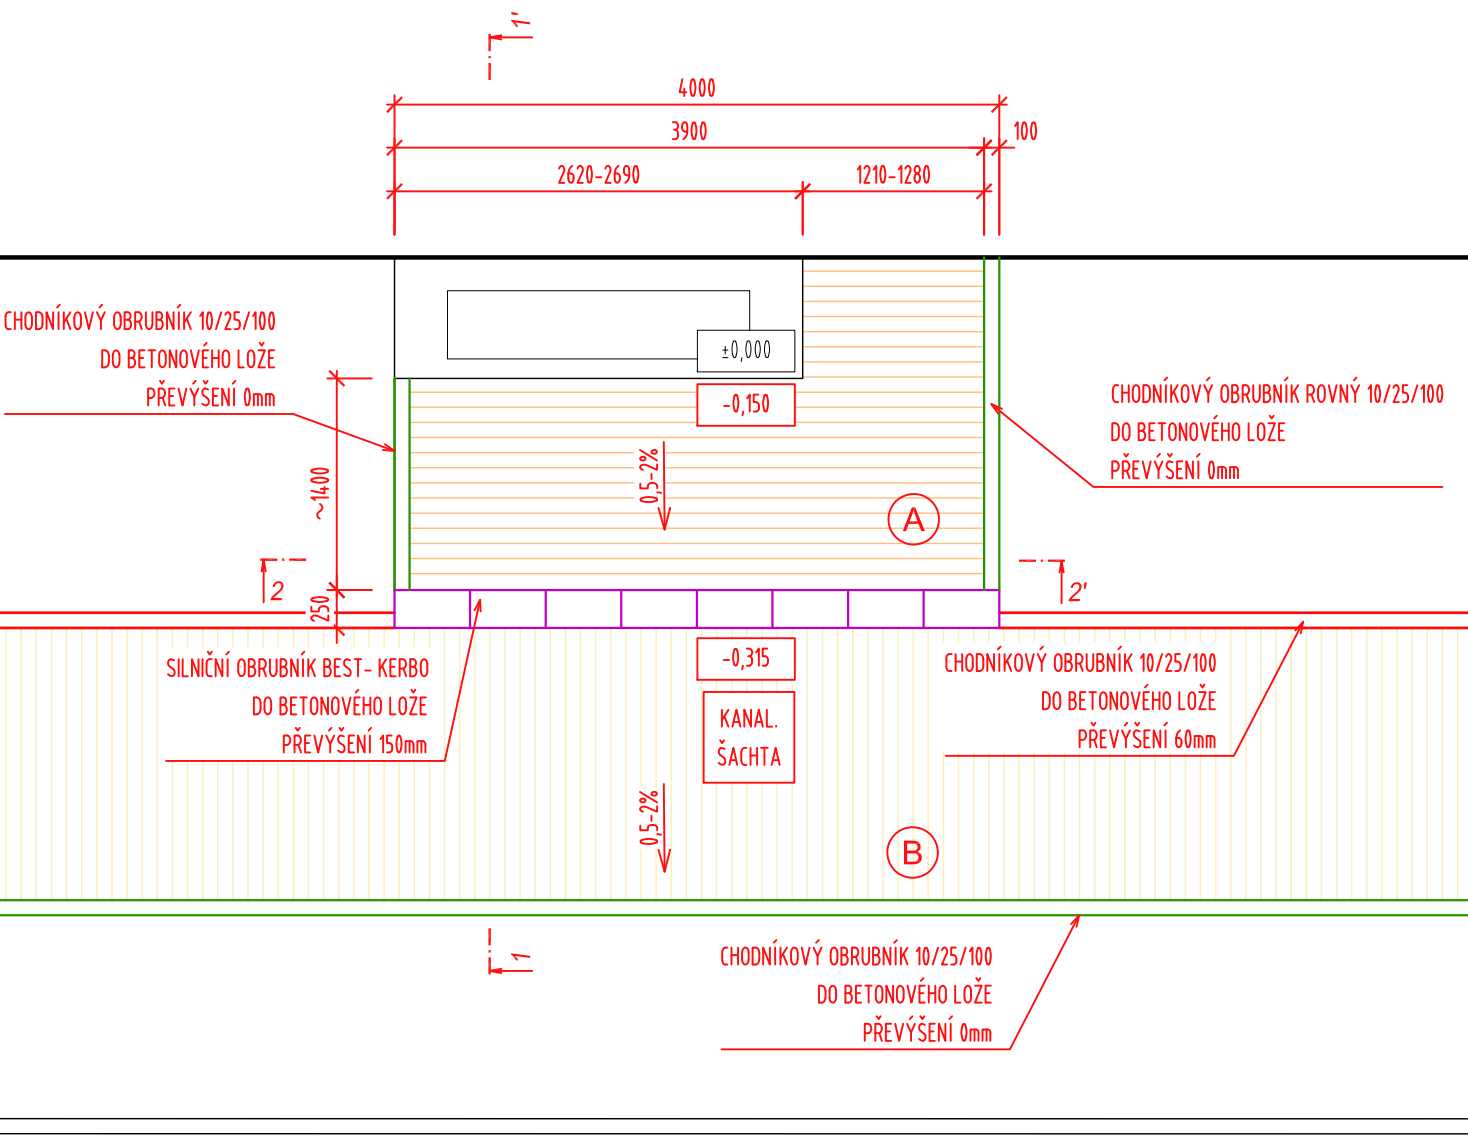 1'
4000
3900
100
2620-2690
1210-1280
CHODNÍKOVÝ OBRUBNÍK 10/25/100
DO BETONOVÉHO LOŽE
PŘEVÝŠENÍ 0mm
±0,000
-0,150
CHODNÍKOVÝ OBRUBNÍK ROVNÝ 10/25/100
DO BETONOVÉHO LOŽE
PŘEVÝŠENÍ 0mm
~1400
0,5-2%
A
2
2'
250
SILNIČNÍ OBRUBNÍK BEST- KERBO
DO BETONOVÉHO LOŽE
PŘEVÝŠENÍ 150mm
-0,315
KANAL.
ŠACHTA
CHODNÍKOVÝ OBRUBNÍK 10/25/100
DO BETONOVÉHO LOŽE
PŘEVÝŠENÍ 60mm
0,5-2%
B
1
CHODNÍKOVÝ OBRUBNÍK 10/25/100
DO BETONOVÉHO LOŽE
PŘEVÝŠENÍ 0mm